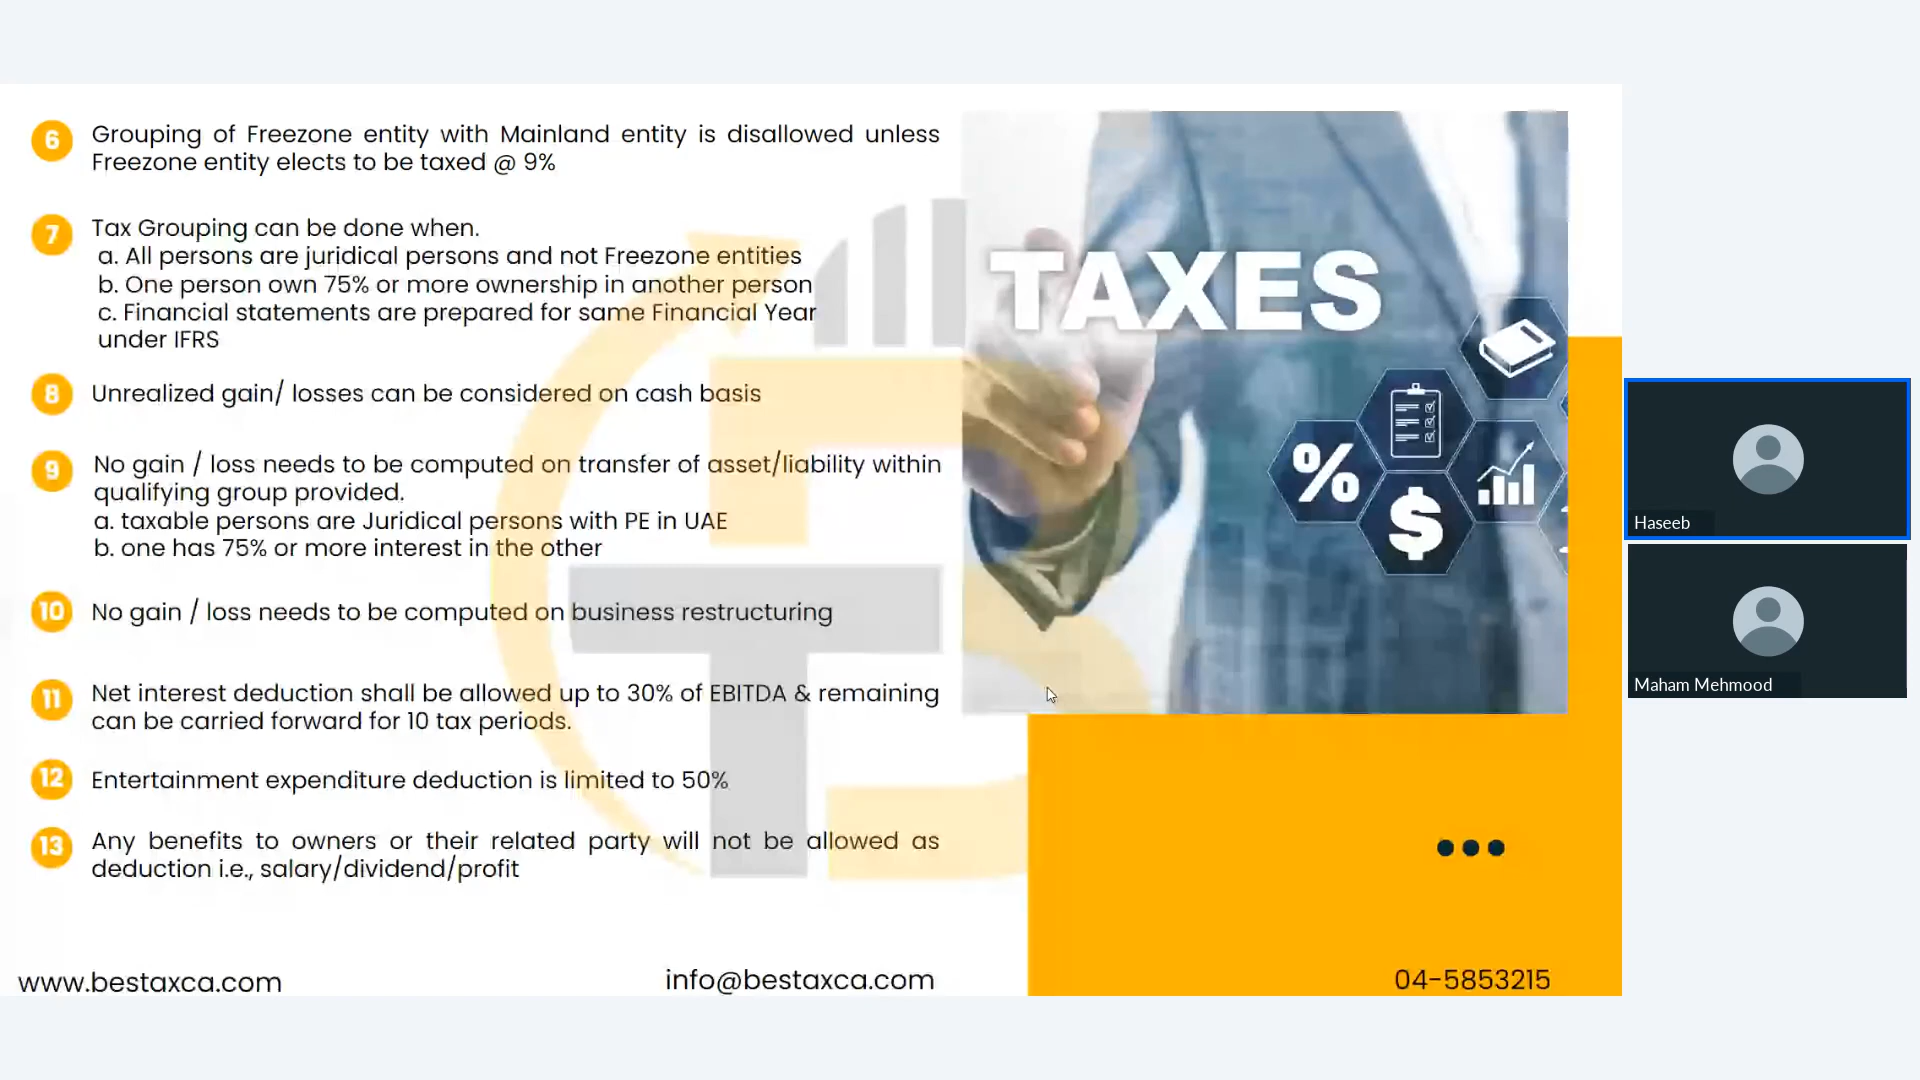 6
Grouping of Freezone entity with Mainland entity is disallowed unless
Freezone entity elects to be taxed @ 9%
7
Tax Grouping can be done when.
a. All persons are juridical persons and not Freezone entities
b. One person own 75% or more ownership in another person
c. Financial statements are prepared for same Financial Year
under IFRS
8
Unrealized gain/ losses can be considered on cash basis
9
No gain / loss needs to be computed on transfer of asset/liability within
qualifying group provided.
a. taxable persons are Juridical persons with PE in UAE
b. one has 75% or more interest in the other
10
No gain / loss needs to be computed on business restructuring
11
Net interest deduction shall be allowed up to 30% of EBITDA & remaining
can be carried forward for 10 tax periods.
12
Entertainment expenditure deduction is limited to 50%
13
Any benefits to owners or their related party will not be allowed as
deduction i.e., salary/dividend/profit
www.bestaxca.com
info@bestaxca.com
04-5853215
TAXES
%
$
Haseeb
Maham Mehmood